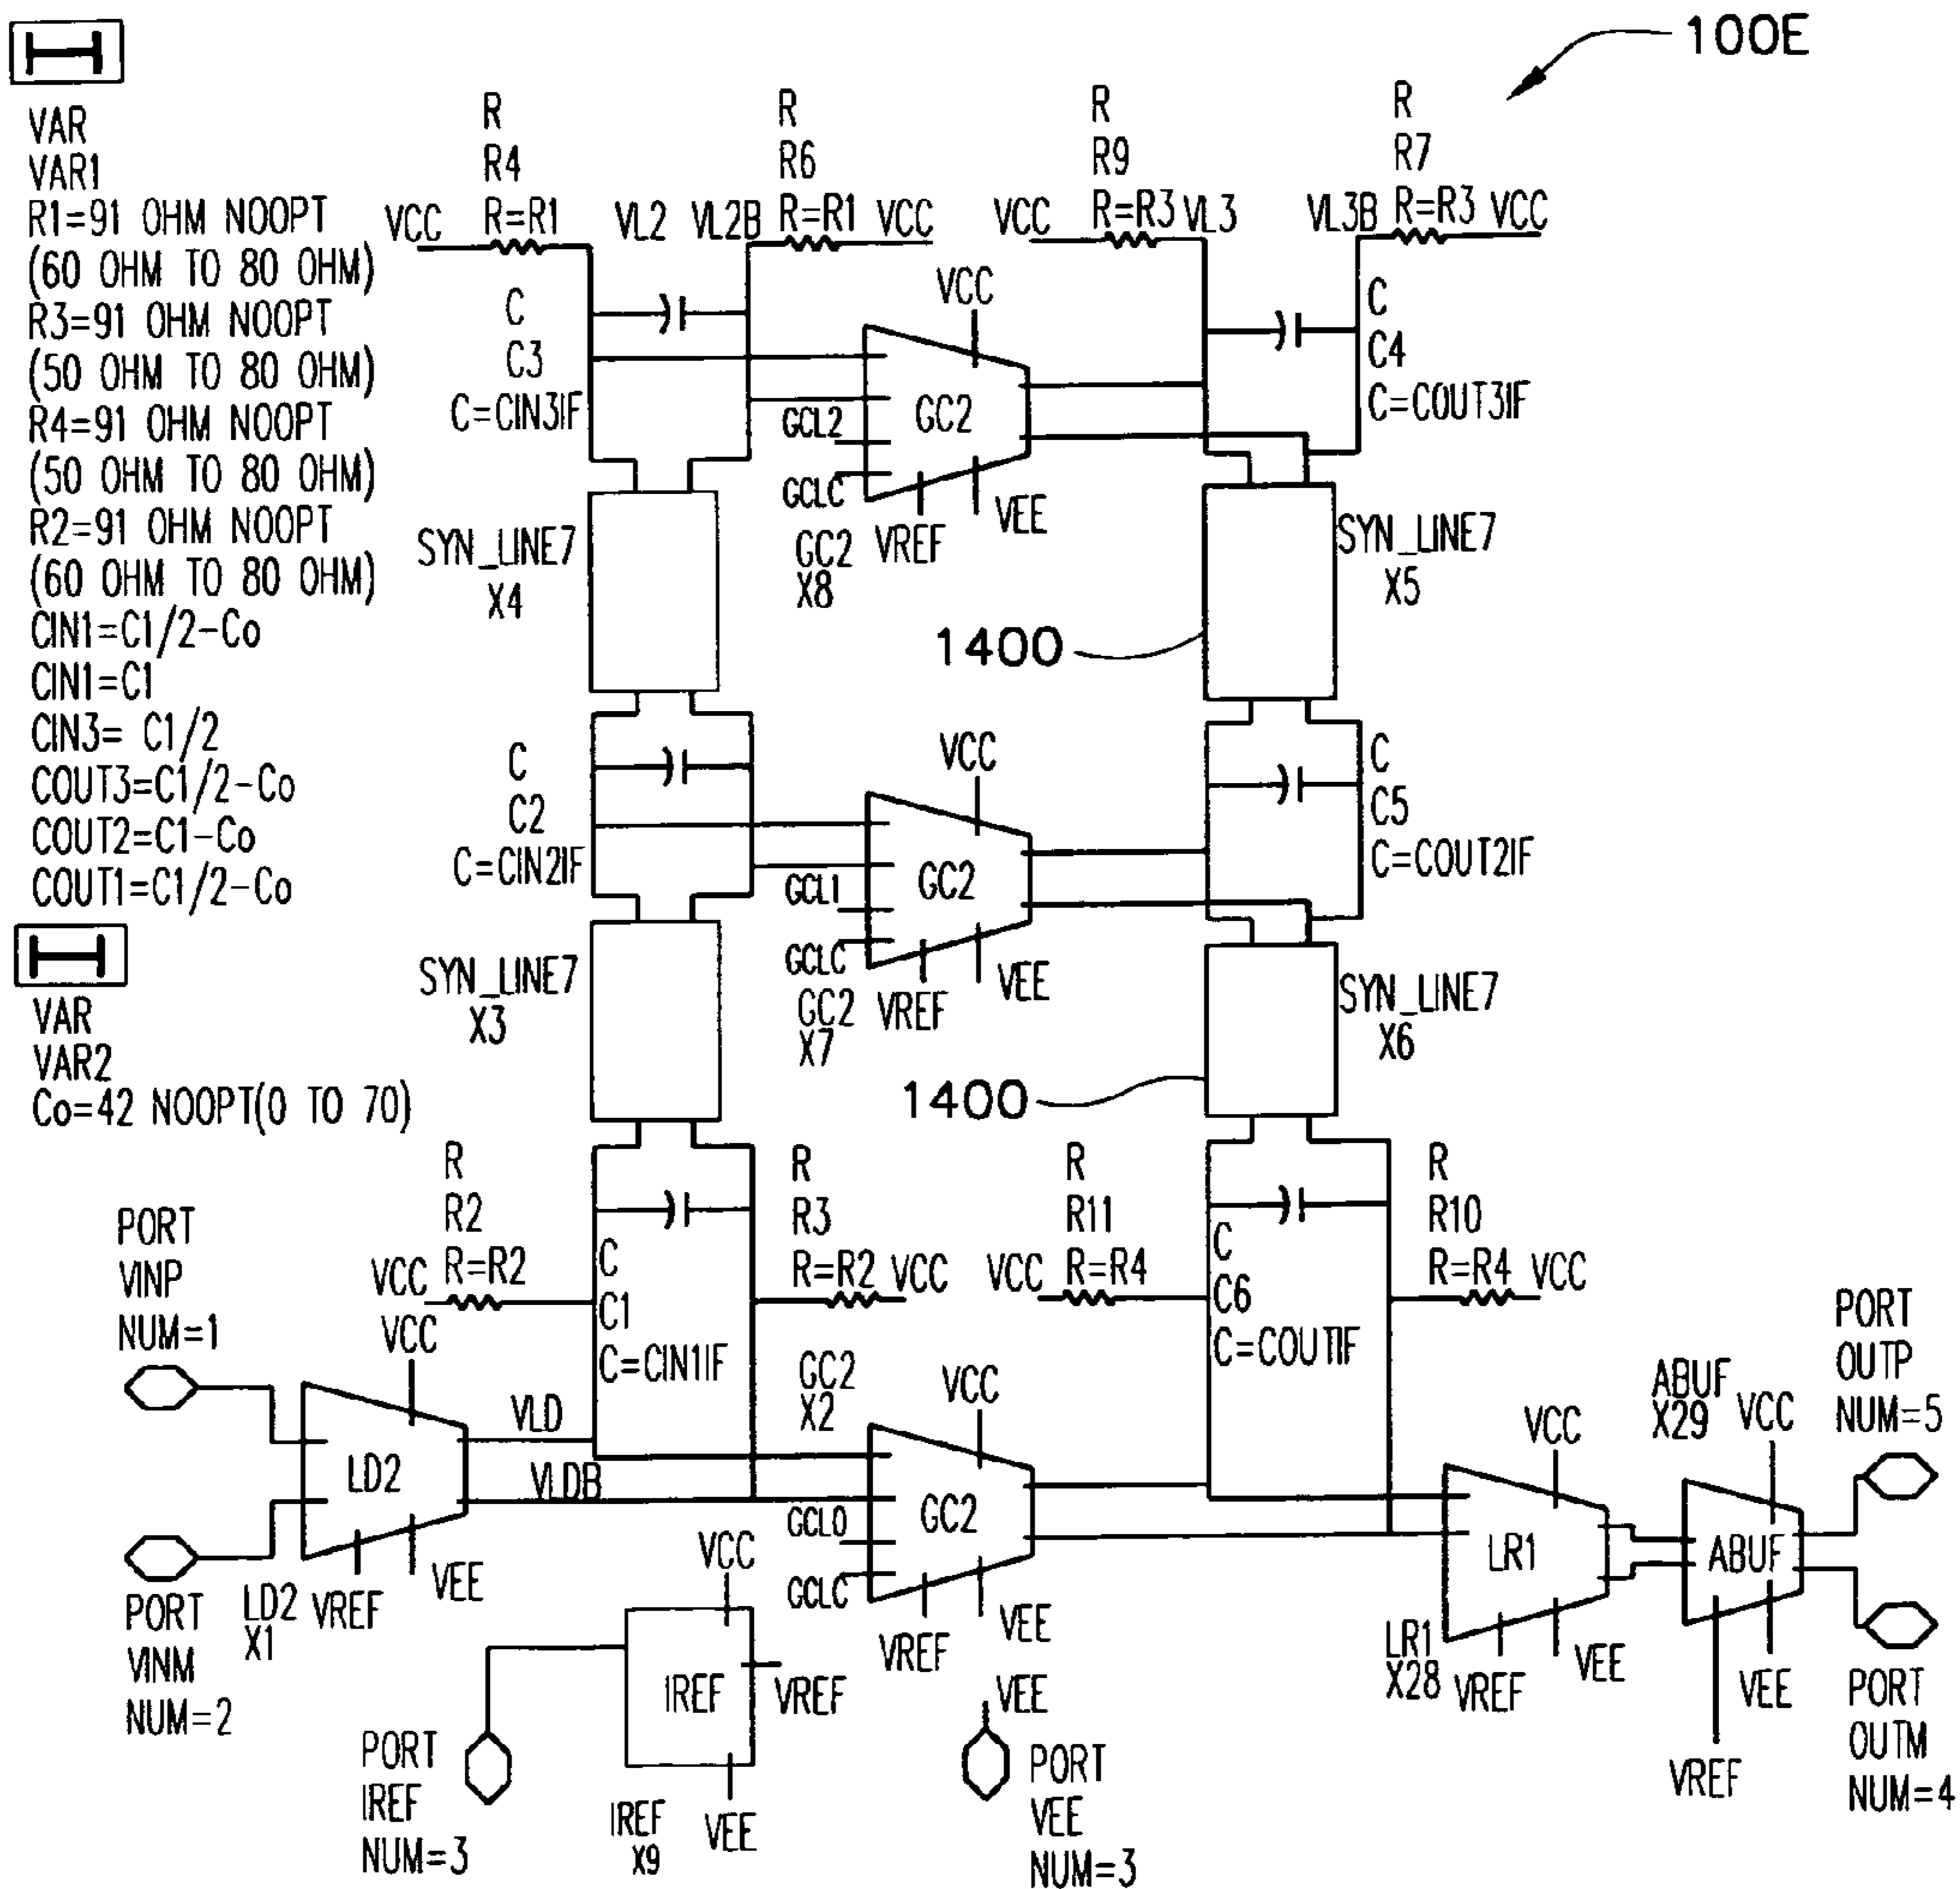 100E
VAR
VAR1
R1=91 OHM NOOPT
(60 OHM TO 80 OHM)
R3=91 OHM NOOPT
(50 OHM TO 80 OHM)
R4=91 OHM NOOPT
(50 OHM TO 80 OHM)
R2=91 OHM NOOPT
(60 OHM TO 80 OHM)
CIN1=C1/2-Co
CIN1=C1
CIN3= C1/2
COUT3=C1/2-Co
COUT2=C1-Co
COUT1=C1/2-Co
VAR
VAR2
Co=42 NOOPT(0 TO 70)
R
R4
R=R1
VCC
VL2
VL2B
R
R6
R=R1
VCC
R
R9
R=R3
VCC
VL3
VL3B
R
R7
R=R3
VCC
C
C3
C=CIN3IF
VCC
GC2
GCL2
GCLC
VREF
VEE
GC2
X8
C
C4
C=COUT3IF
SYN_LINE7
X4
SYN_LINE7
X5
1400
C
C2
C=CIN2IF
VCC
GC2
GCL1
GCLC
VREF
VEE
GC2
X7
C
C5
C=COUT2IF
SYN_LINE7
X3
SYN_LINE7
X6
1400
R
R2
R=R2
VCC
C
C1
C=CIN1IF
R
R3
R=R2
VCC
R
R11
R=R4
VCC
C
C6
C=COUT1F
R
R10
R=R4
VCC
PORT
VINP
NUM=1
VCC
LD2
VLD
VLDB
VREF
VEE
LD2
X1
PORT
VINM
NUM=2
GC2
X2
VCC
GC2
GCL0
GCLC
VREF
VEE
VCC
LR1
VREF
VEE
LR1
X28
ABUF
X29
VCC
ABUF
VREF
VEE
PORT
OUTP
NUM=5
PORT
OUTM
NUM=4
VCC
IREF
VREF
VEE
IREF
X9
PORT
IREF
NUM=3
VEE
PORT
VEE
NUM=3